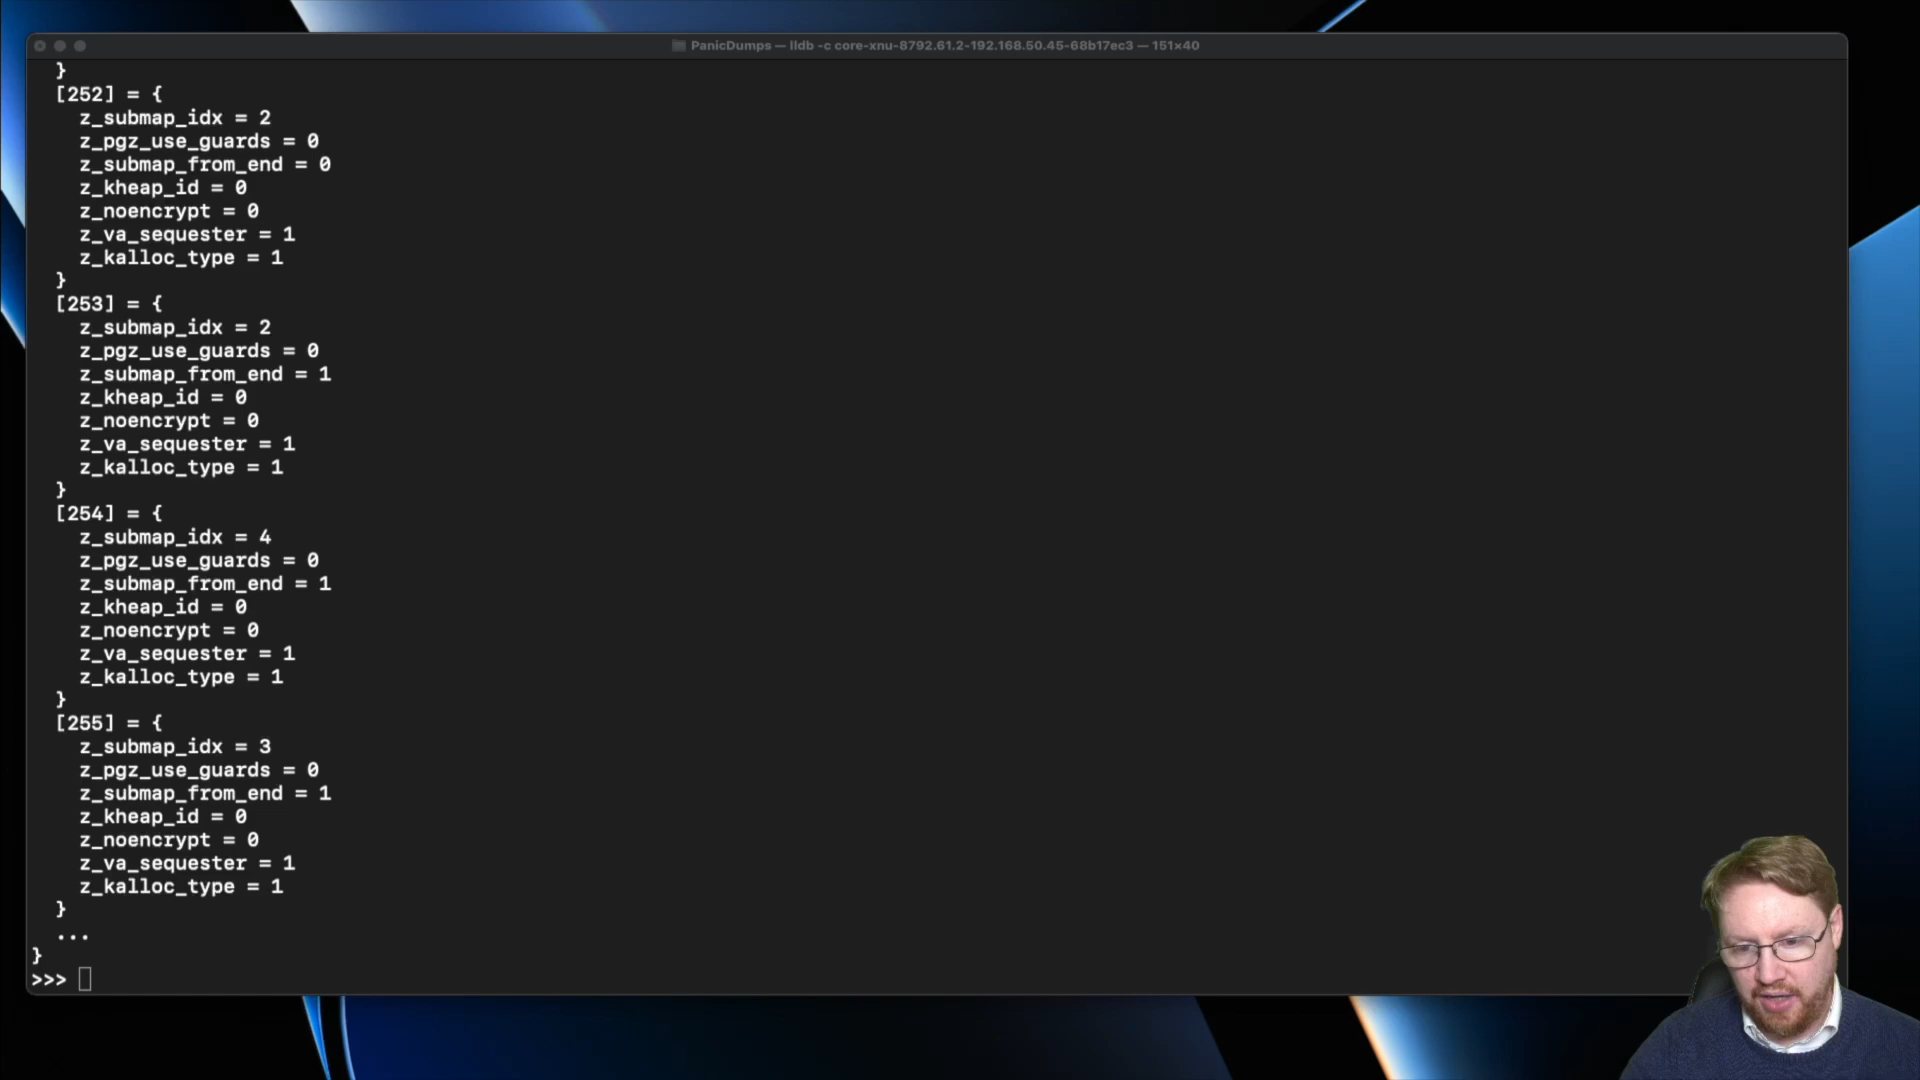 PanicDumps — lldb -c core-xnu-8792.61.2-192.168.50.45-68b17ec3 — 151×40
}
[252] = {
z_submap_idx = 2
z_pgz_use_guards = 0
z_submap_from_end = 0
z_kheap_id = 0
z_noencrypt = 0
z_va_sequester = 1
z_kalloc_type = 1
}
[253] = {
z_submap_idx = 2
z_pgz_use_guards = 0
z_submap_from_end = 1
z_kheap_id = 0
z_noencrypt = 0
z_va_sequester = 1
z_kalloc_type = 1
}
[254] = {
z_submap_idx = 4
z_pgz_use_guards = 0
z_submap_from_end = 1
z_kheap_id = 0
z_noencrypt = 0
z_va_sequester = 1
z_kalloc_type = 1
}
[255] = {
z_submap_idx = 3
z_pgz_use_guards = 0
z_submap_from_end = 1
z_kheap_id = 0
z_noencrypt = 0
z_va_sequester = 1
z_kalloc_type = 1
}
...
}
>>>